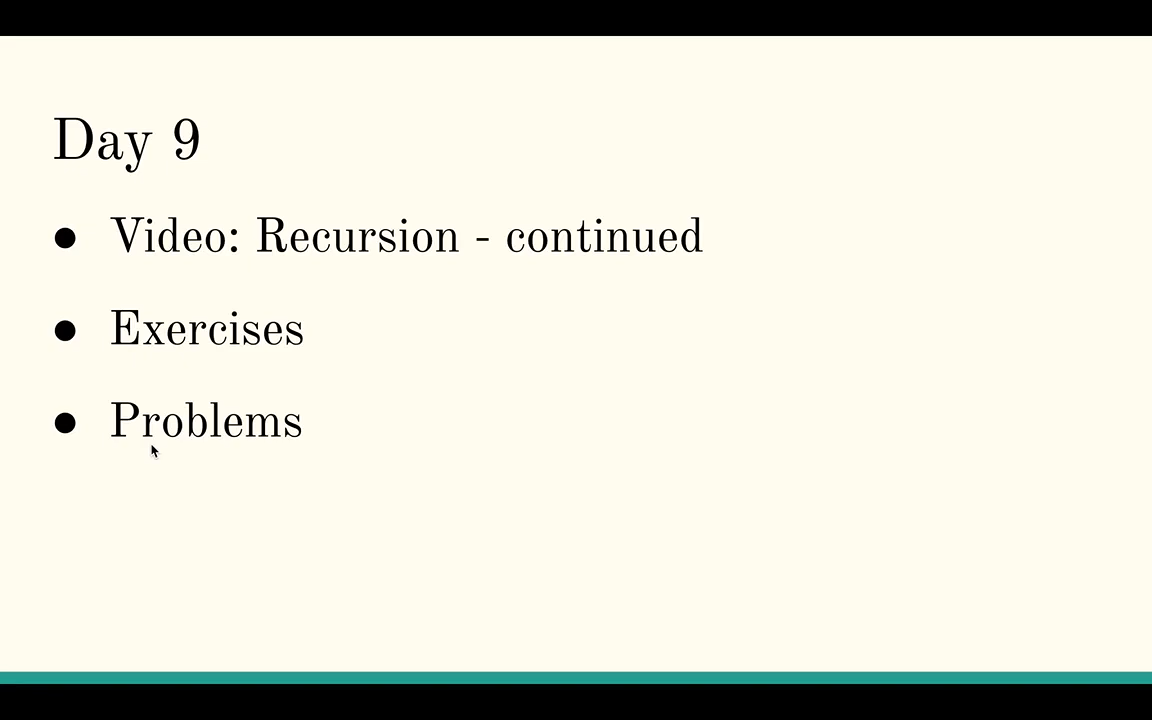 Day 9
● Video: Recursion - continued
● Exercises
● Problems